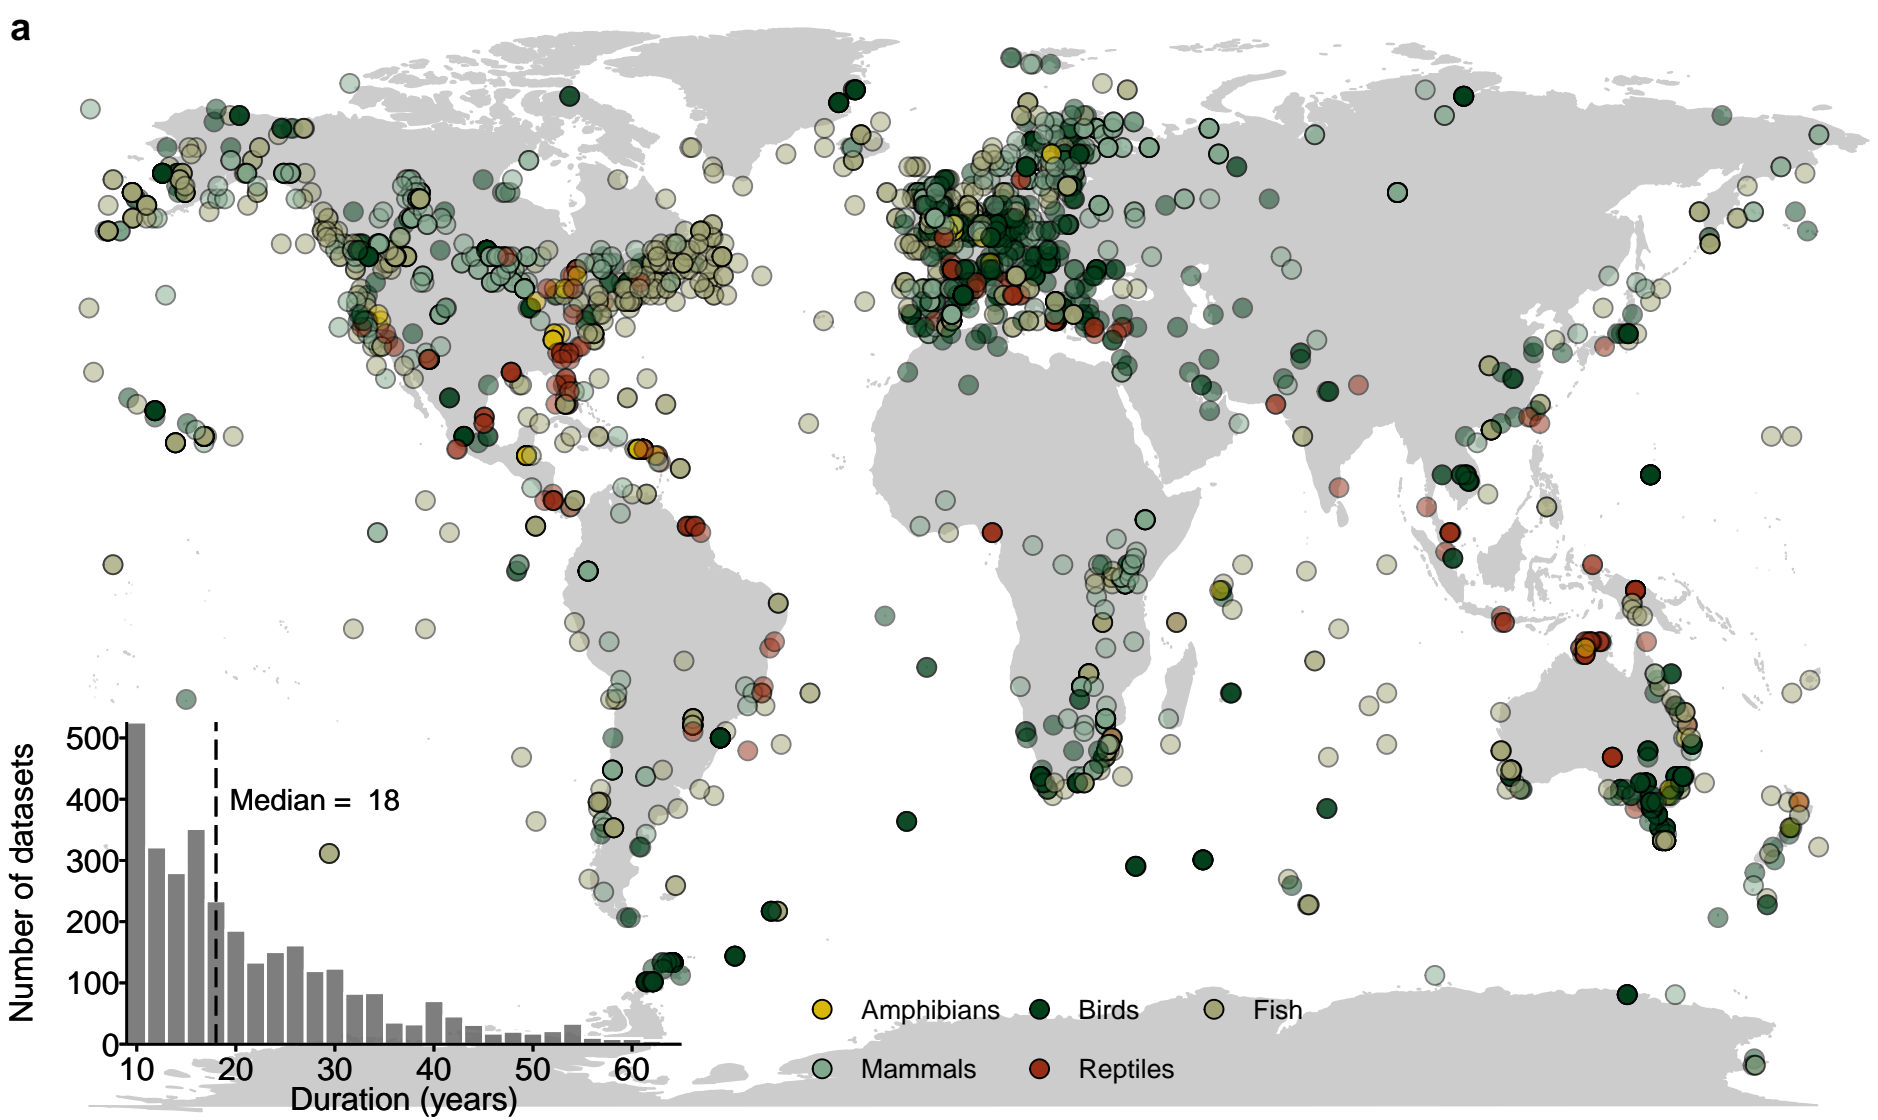 a
500
400
300
200
100
0
Number of datasets
Median = 18
10 20 30 40 50 60
Duration (years)
Amphibians Birds Fish
Mammals Reptiles